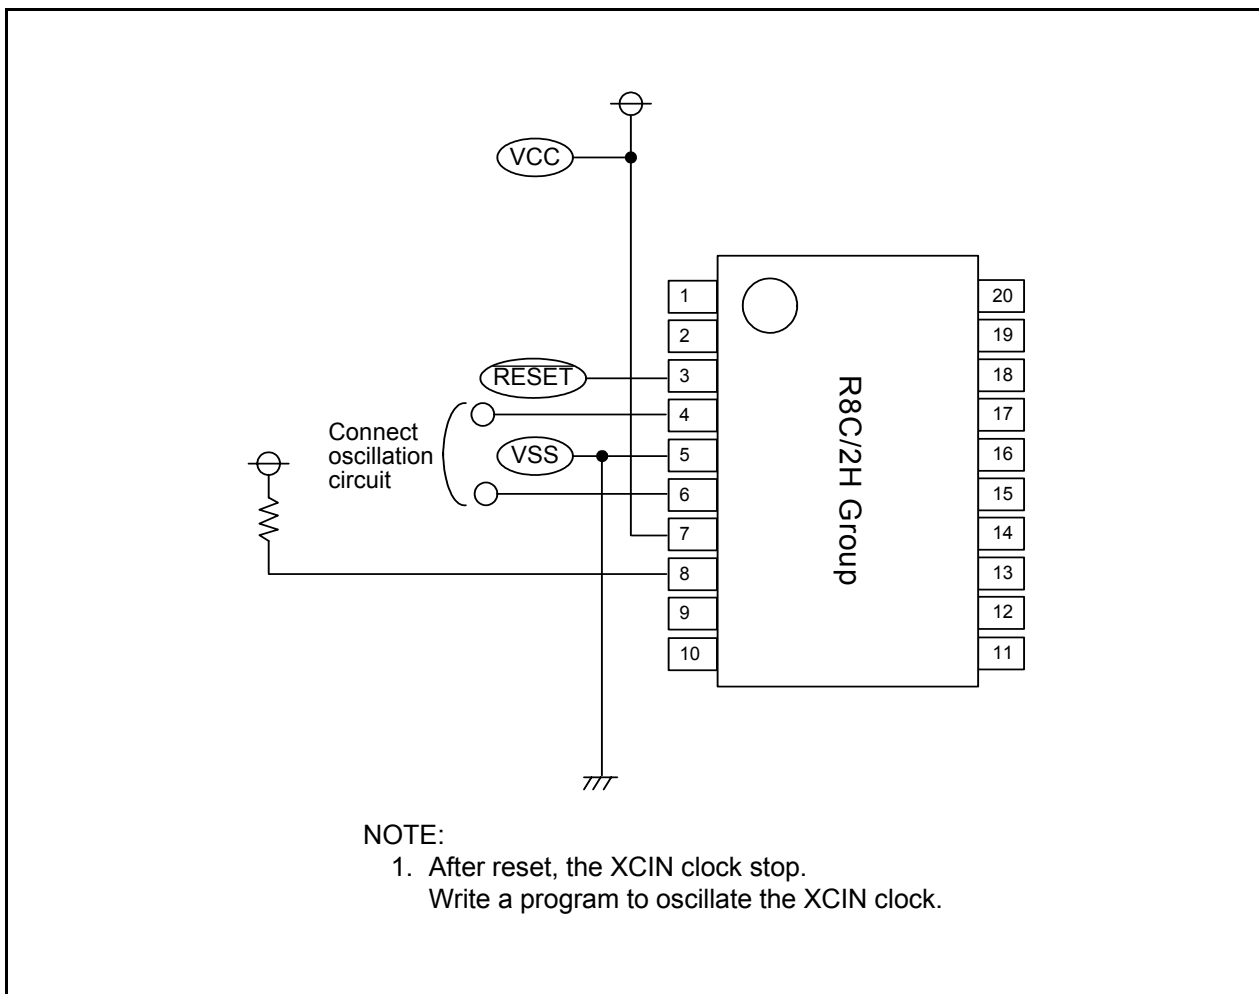 VCC
1
20
2
19
RESET
3
18
4
17
Connect
oscillation
circuit
VSS
5
16
6
15
7
14
8
13
9
12
10
11
R8C/2H Group
NOTE:
1. After reset, the XCIN clock stop.
Write a program to oscillate the XCIN clock.